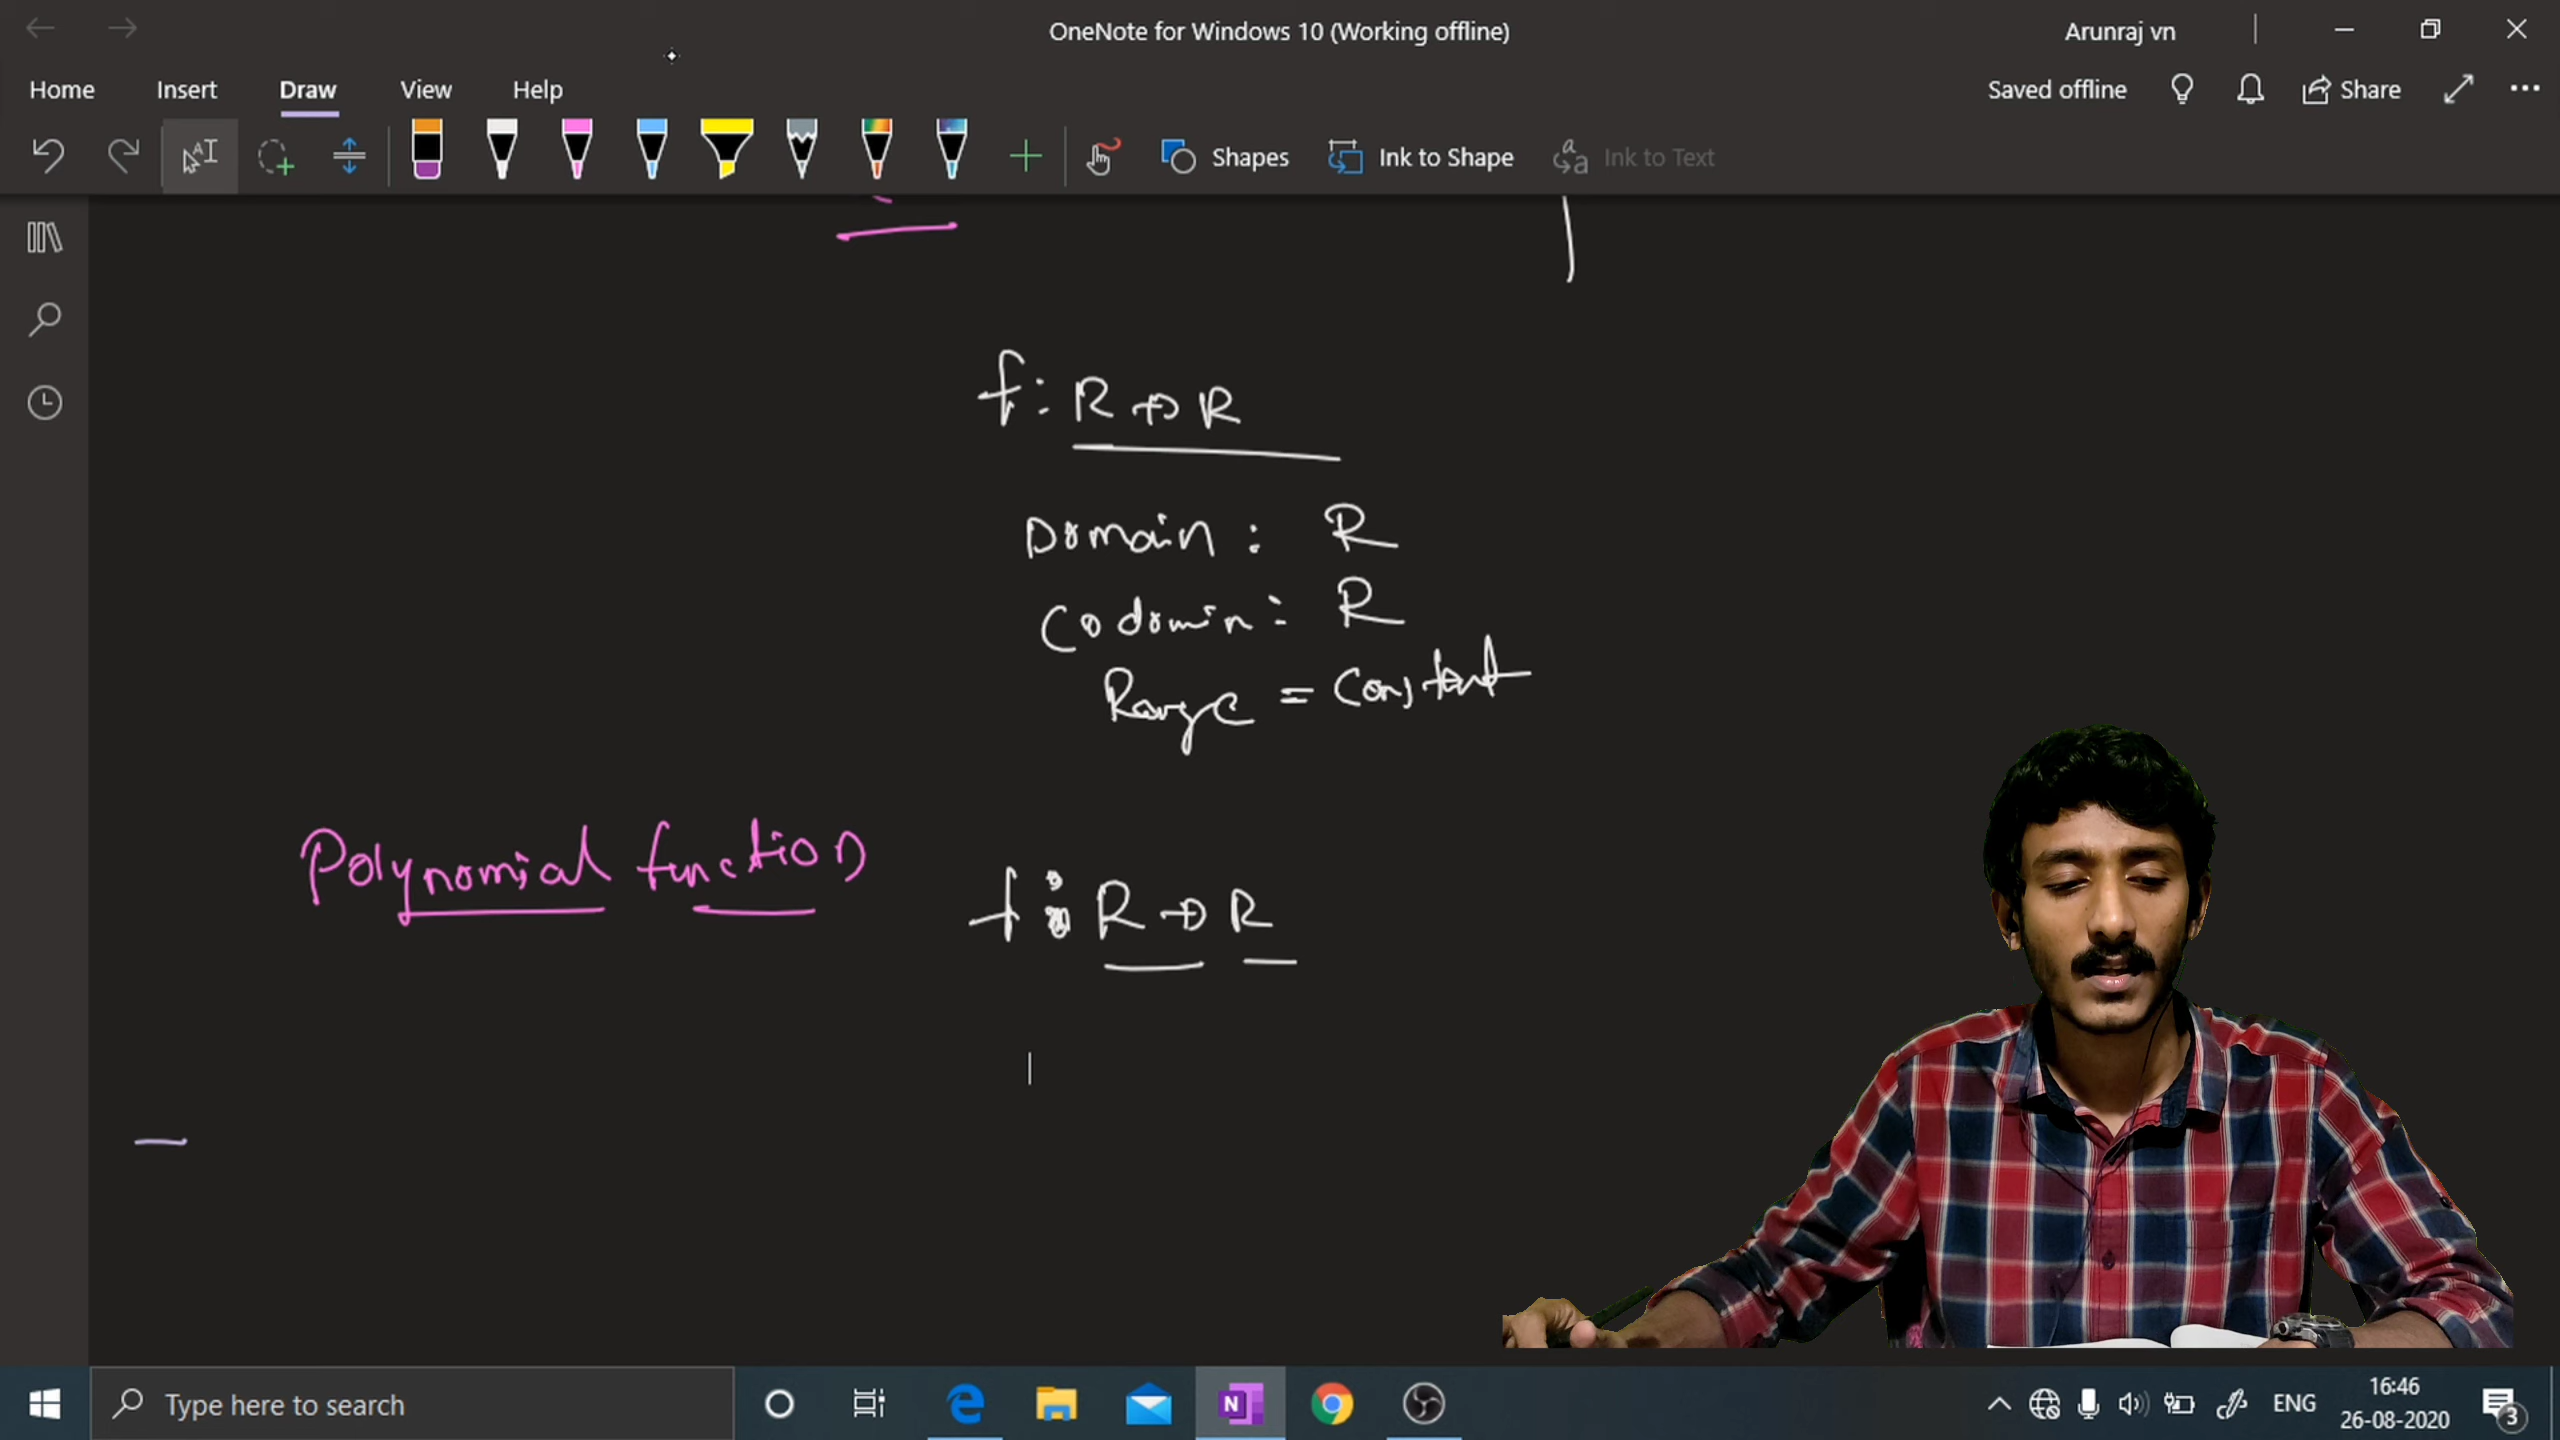 OneNote for Windows 10 (Working offline)
Arunraj vn
Home Insert Draw View Help
Saved offline Share
Shapes Ink to Shape Ink to Text
f: R → R
Domain : R
Codomin : R
Range = Constant
Polynomial function
f : R → R
Type here to search
ENG
16:46
26-08-2020
3